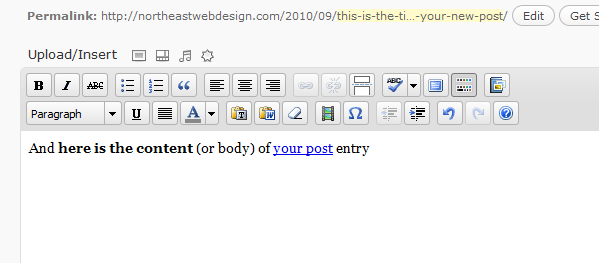 Permalink: http://northeastwebdesign.com/2010/09/this-is-the-ti...-your-new-post/ Edit Get S
Upload/Insert
B I ABC ABC
Paragraph U A T W Ω ?
And here is the content (or body) of your post entry